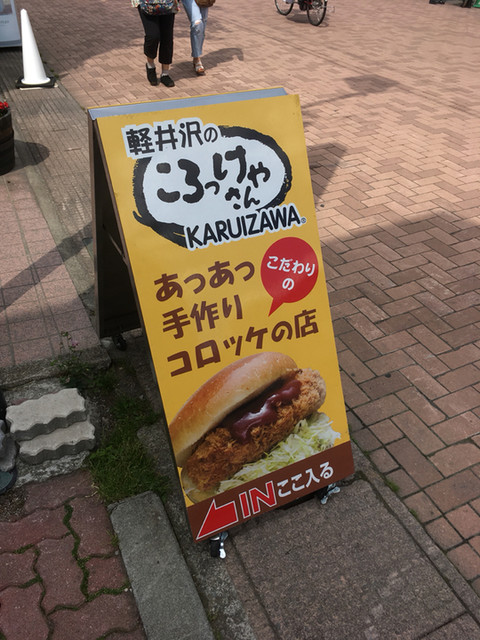 軽井沢の
ころっけや
さん
KARUIZAWA®
こだわり
の
あつあつ
手作り
コロッケの店
INここ入る